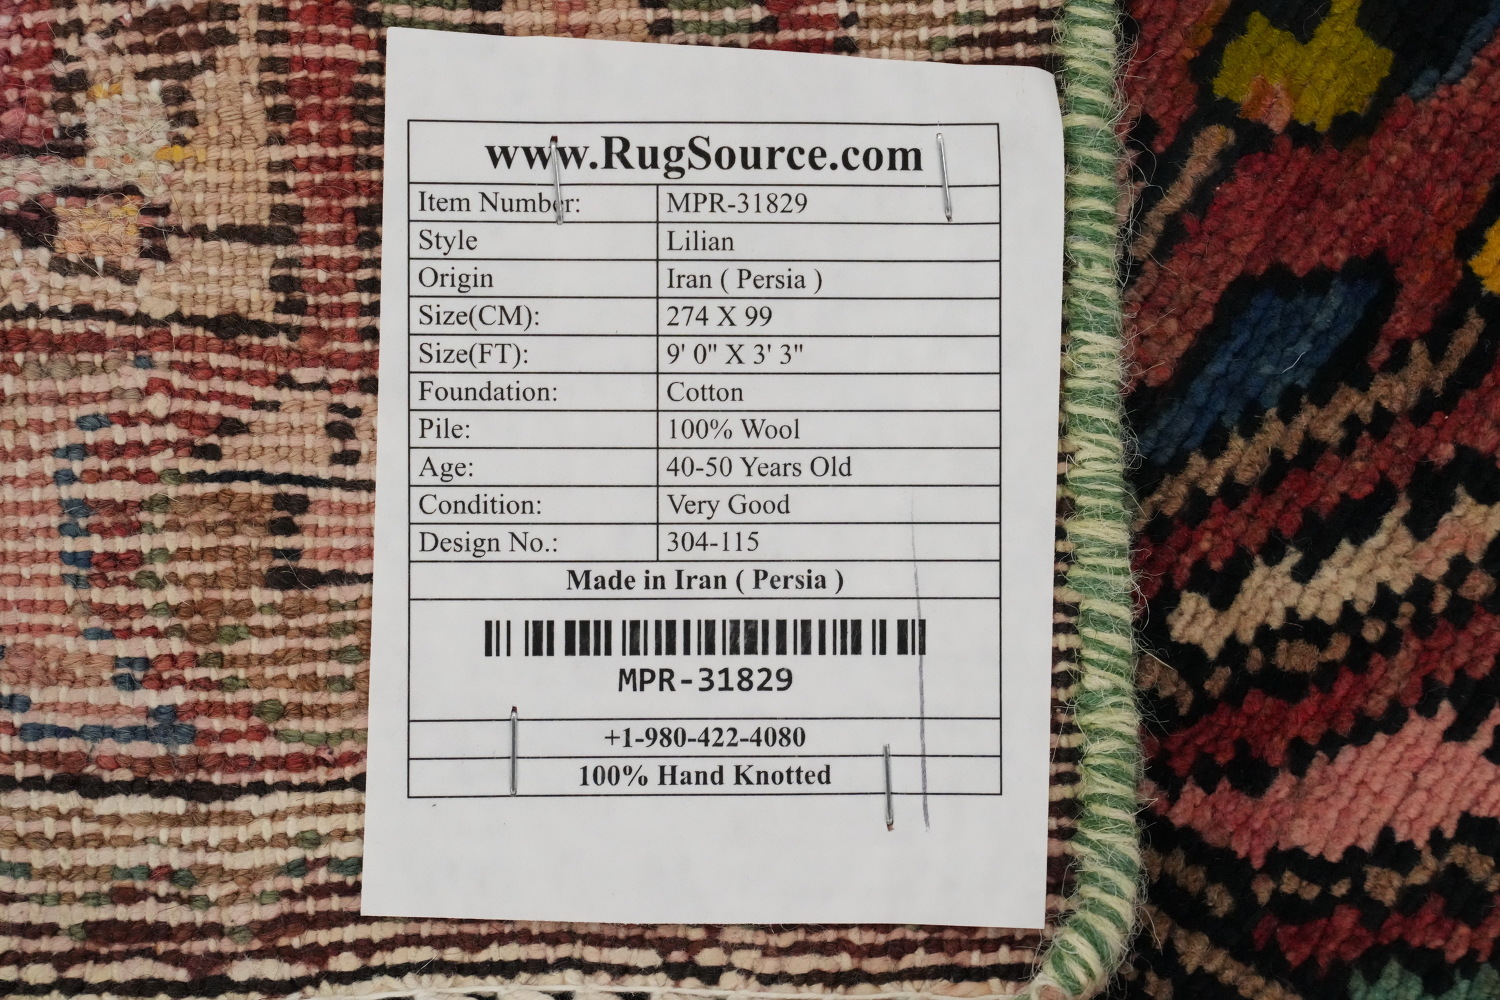 www.RugSource.com
Item Number: MPR-31829
Style Lilian
Origin Iran ( Persia )
Size(CM): 274 X 99
Size(FT): 9' 0" X 3' 3"
Foundation: Cotton
Pile: 100% Wool
Age: 40-50 Years Old
Condition: Very Good
Design No.: 304-115
Made in Iran ( Persia )
MPR-31829
+1-980-422-4080
100% Hand Knotted